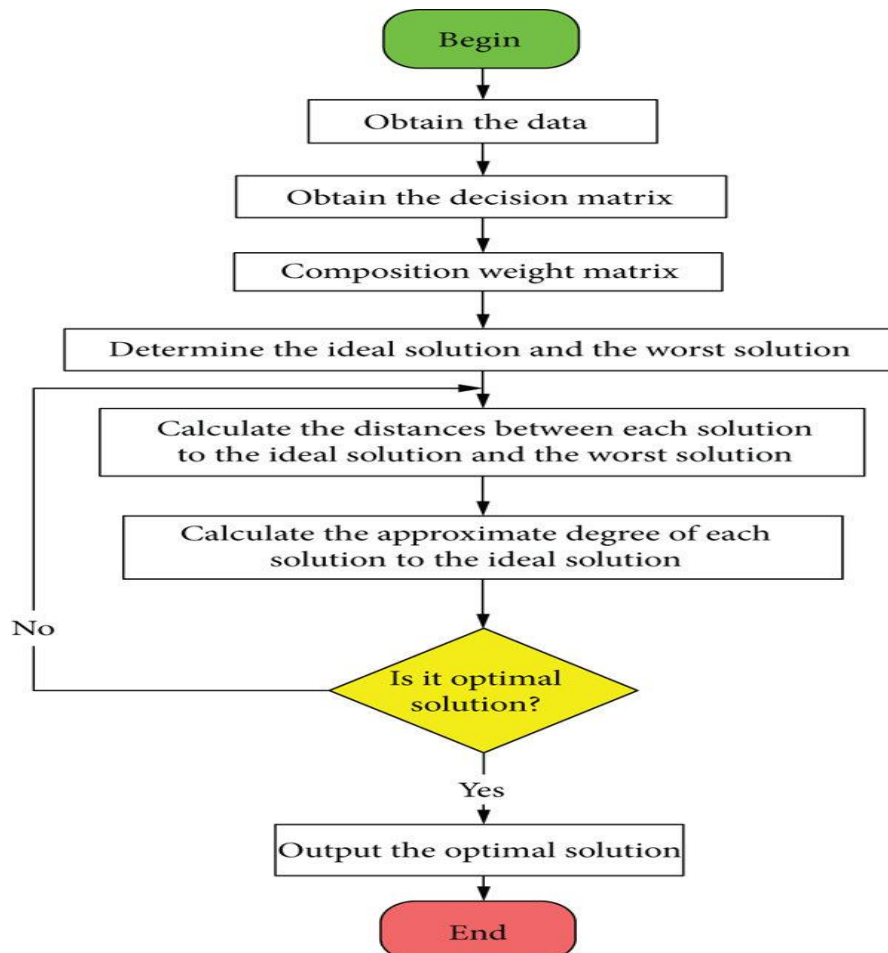 Begin
Obtain the data
Obtain the decision matrix
Composition weight matrix
Determine the ideal solution and the worst solution
Calculate the distances between each solution
to the ideal solution and the worst solution
Calculate the approximate degree of each
solution to the ideal solution
No
Is it optimal
solution?
Yes
Output the optimal solution
End